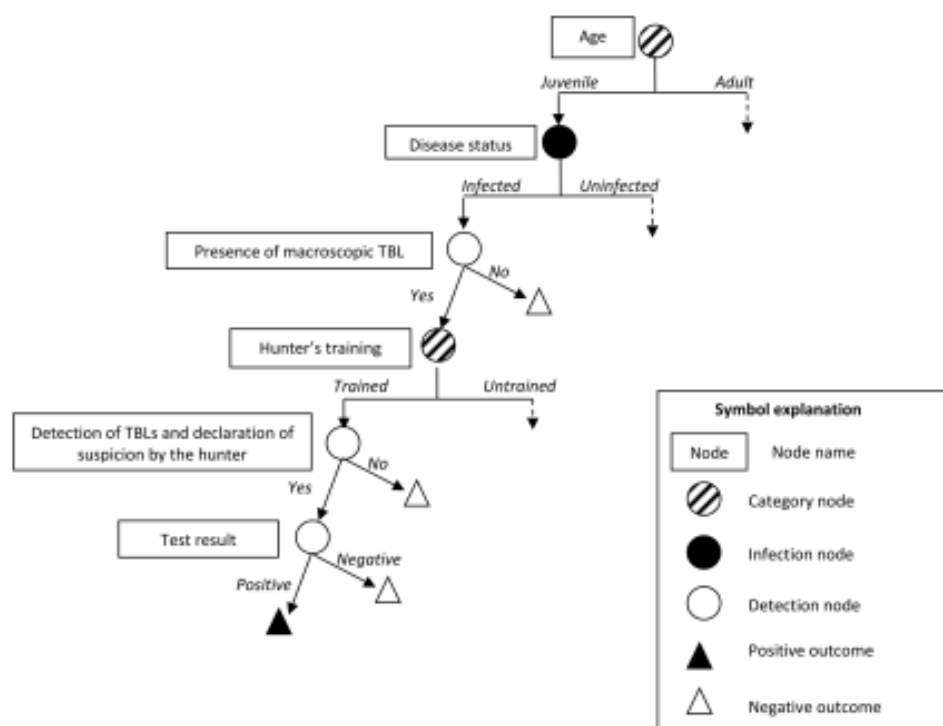 Age
Juvenile
Adult
Disease status
Infected
Uninfected
Presence of macroscopic TBL
No
Yes
Hunter's training
Trained
Untrained
Detection of TBLs and declaration of
suspicion by the hunter
No
Yes
Test result
Negative
Positive
Symbol explanation
Node
Node name
Category node
Infection node
Detection node
Positive outcome
Negative outcome